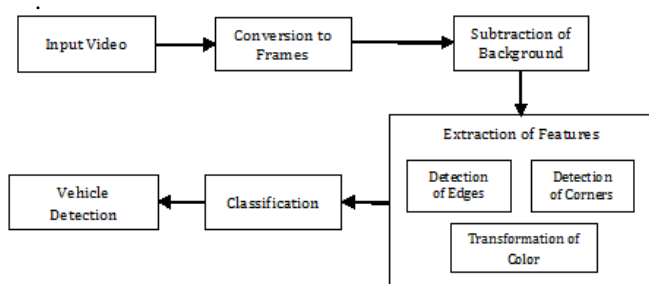 Input Video
Conversion to
Frames
Subtraction of
Background
Extraction of Features
Detection
of Edges
Detection
of Corners
Transformation of
Color
Classification
Vehicle
Detection